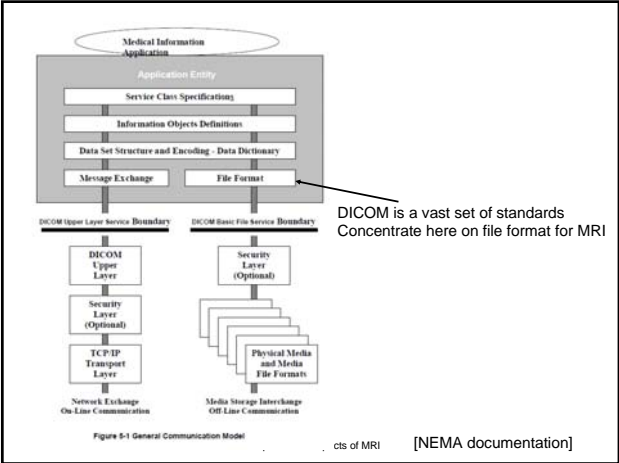 Medical Information
Application
Application Entity
Service Class Specifications
Information Objects Definitions
Data Set Structure and Encoding - Data Dictionary
Message Exchange
File Format
DICOM is a vast set of standards
Concentrate here on file format for MRI
DICOM Upper Layer Service Boundary
DICOM Basic File Service Boundary
DICOM
Upper
Layer
Security
Layer
(Optional)
TCP/IP
Transport
Layer
Network Exchange
On-Line Communication
Security
Layer
(Optional)
Physical Media
and Media
File Formats
Media Storage Interchange
Off-Line Communication
Figure 5-1 General Communication Model
cts of MRI
[NEMA documentation]